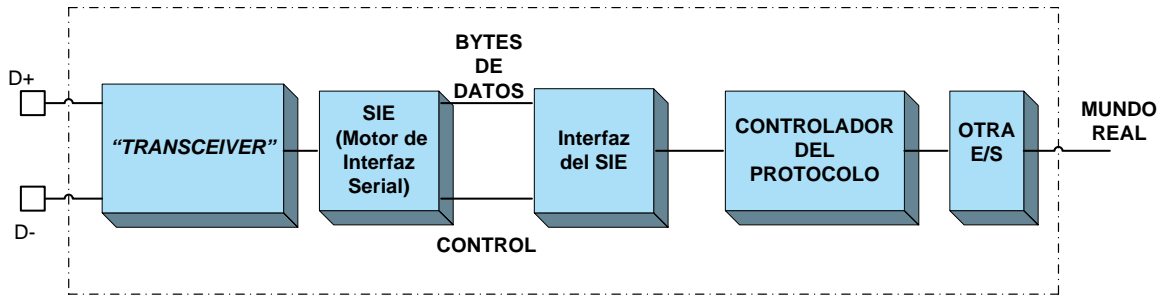 D+
D-
“TRANSCEIVER”
SIE
(Motor de
Interfaz
Serial)
BYTES
DE
DATOS
CONTROL
Interfaz
del SIE
CONTROLADOR
DEL
PROTOCOLO
OTRA
E/S
MUNDO
REAL